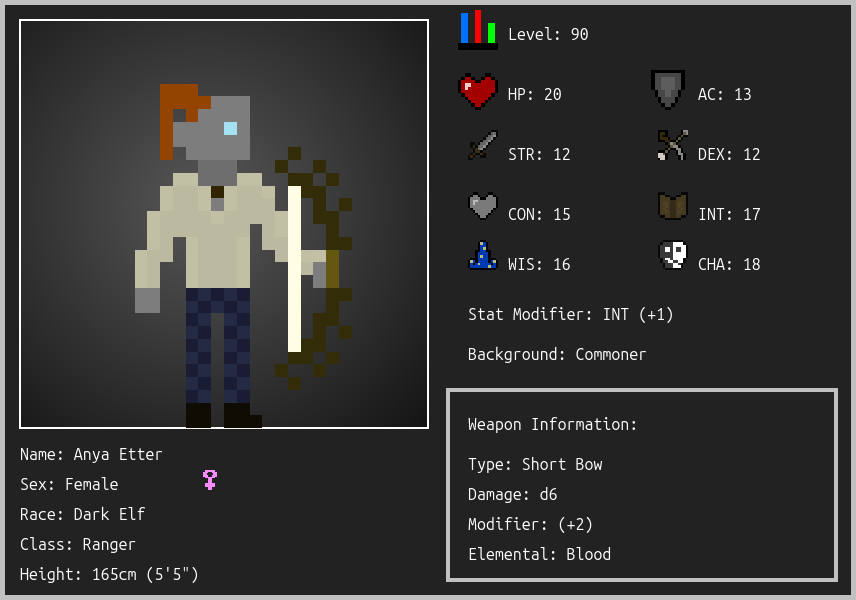 Level: 90
HP: 20
AC: 13
STR: 12
DEX: 12
CON: 15
INT: 17
WIS: 16
CHA: 18
Stat Modifier: INT (+1)
Background: Commoner
Weapon Information:
Type: Short Bow
Damage: d6
Modifier: (+2)
Elemental: Blood
Name: Anya Etter
Sex: Female
Race: Dark Elf
Class: Ranger
Height: 165cm (5'5")